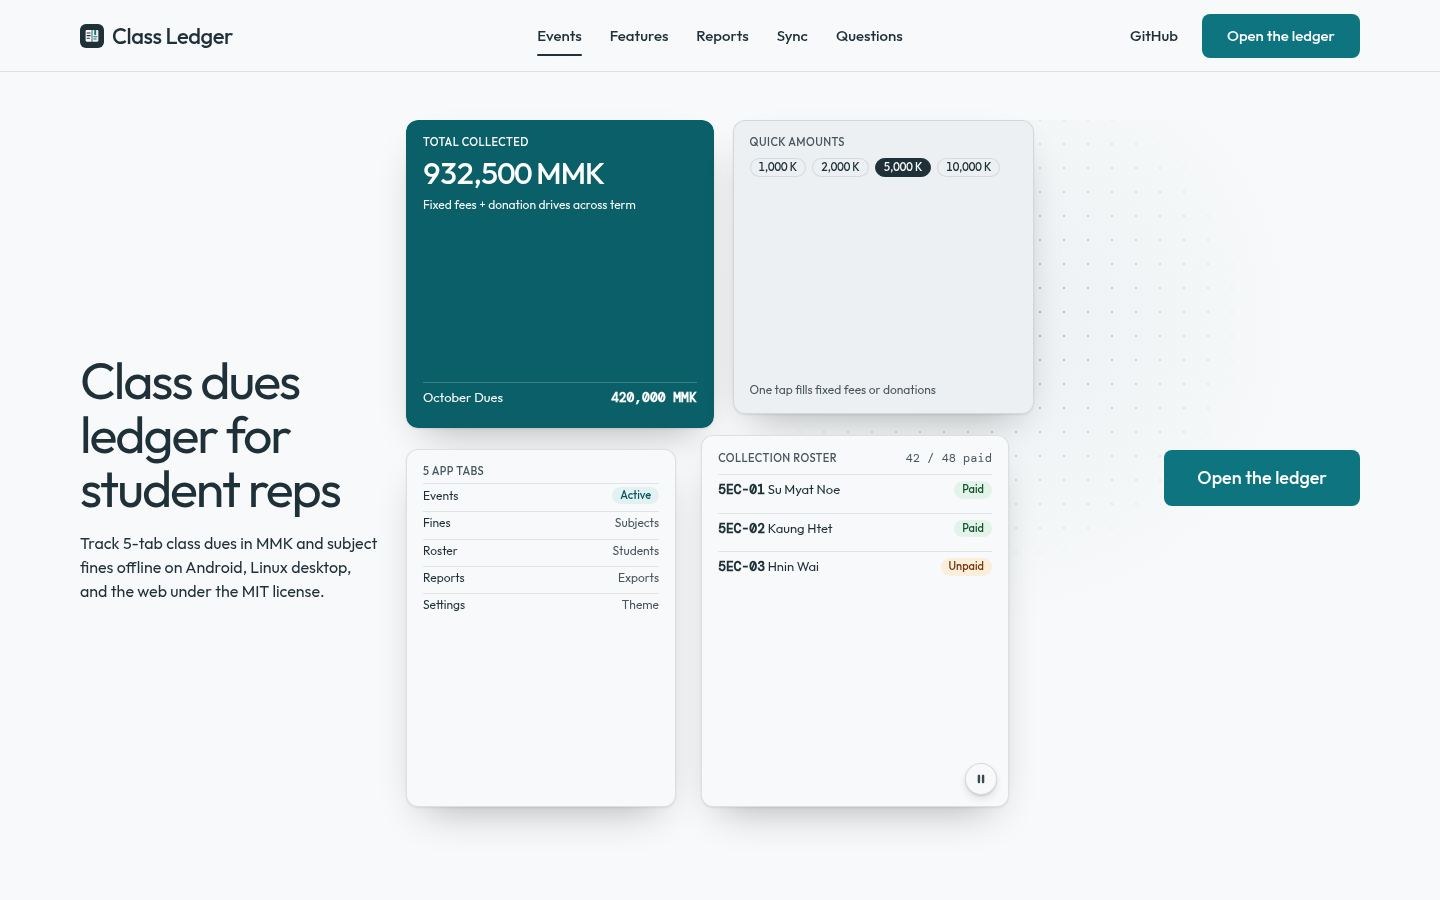 Class Ledger
Events
Features
Reports
Sync
Questions
GitHub
Open the ledger
Class dues
ledger for
student reps
Track 5-tab class dues in MMK and subject
fines offline on Android, Linux desktop,
and the web under the MIT license.
TOTAL COLLECTED
932,500 MMK
Fixed fees + donation drives across term
October Dues 420,000 MMK
QUICK AMOUNTS
1,000 K 2,000 K 5,000 K 10,000 K
One tap fills fixed fees or donations
5 APP TABS
Events Active
Fines Subjects
Roster Students
Reports Exports
Settings Theme
COLLECTION ROSTER 42 / 48 paid
5EC-01 Su Myat Noe Paid
5EC-02 Kaung Htet Paid
5EC-03 Hnin Wai Unpaid
Open the ledger